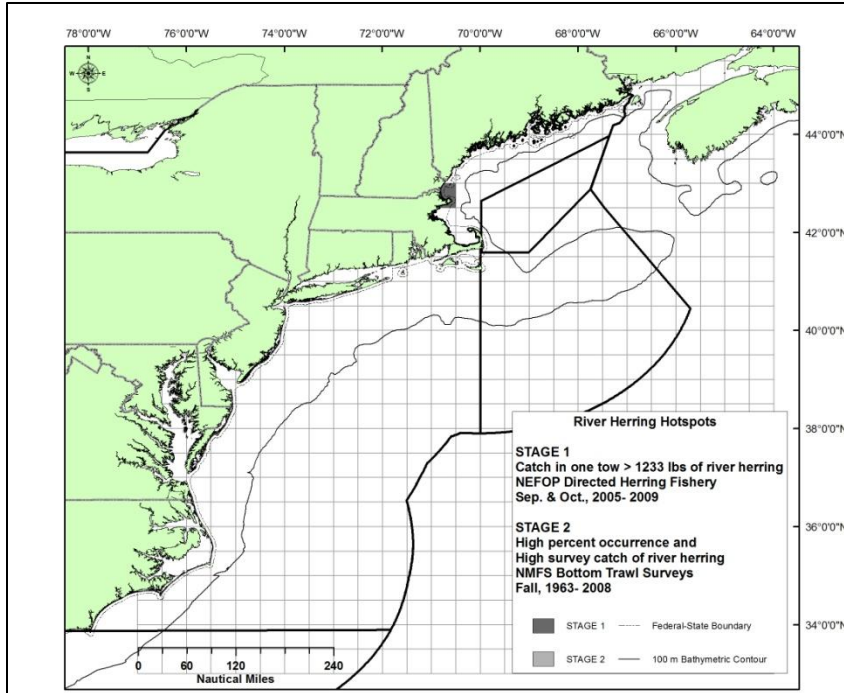 78°0'0"W 76°0'0"W 74°0'0"W 72°0'0"W 70°0'0"W 68°0'0"W 66°0'0"W 64°0'0"W
N
W E
S
44°0'0"N
42°0'0"N
40°0'0"N
38°0'0"N
36°0'0"N
34°0'0"N
River Herring Hotspots
STAGE 1
Catch in one tow > 1233 lbs of river herring
NEFOP Directed Herring Fishery
Sep. & Oct., 2005- 2009
STAGE 2
High percent occurrence and
High survey catch of river herring
NMFS Bottom Trawl Surveys
Fall, 1963- 2008
STAGE 1 Federal-State Boundary
STAGE 2 100 m Bathymetric Contour
0 30 60 120 180 240
Nautical Miles